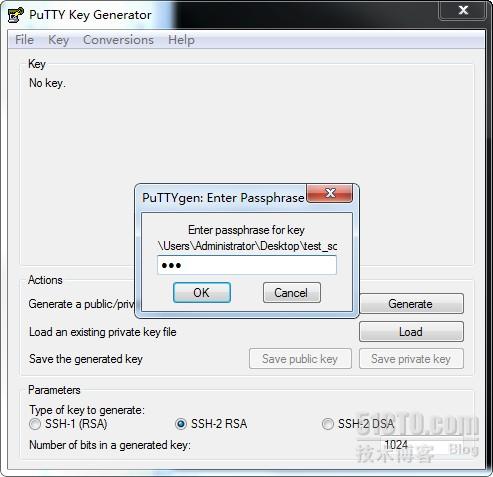 PuTTY Key Generator
File Key Conversions Help
Key
No key.
PuTTYgen: Enter Passphrase
Enter passphrase for key
\Users\Administrator\Desktop\test_sc
OK Cancel
Actions
Generate a public/priv
Generate
Load an existing private key file
Load
Save the generated key
Save public key
Save private key
Parameters
Type of key to generate:
SSH-1 (RSA) SSH-2 RSA SSH-2 DSA
Number of bits in a generated key:
1024
51CTO.com
技术博客 Blog